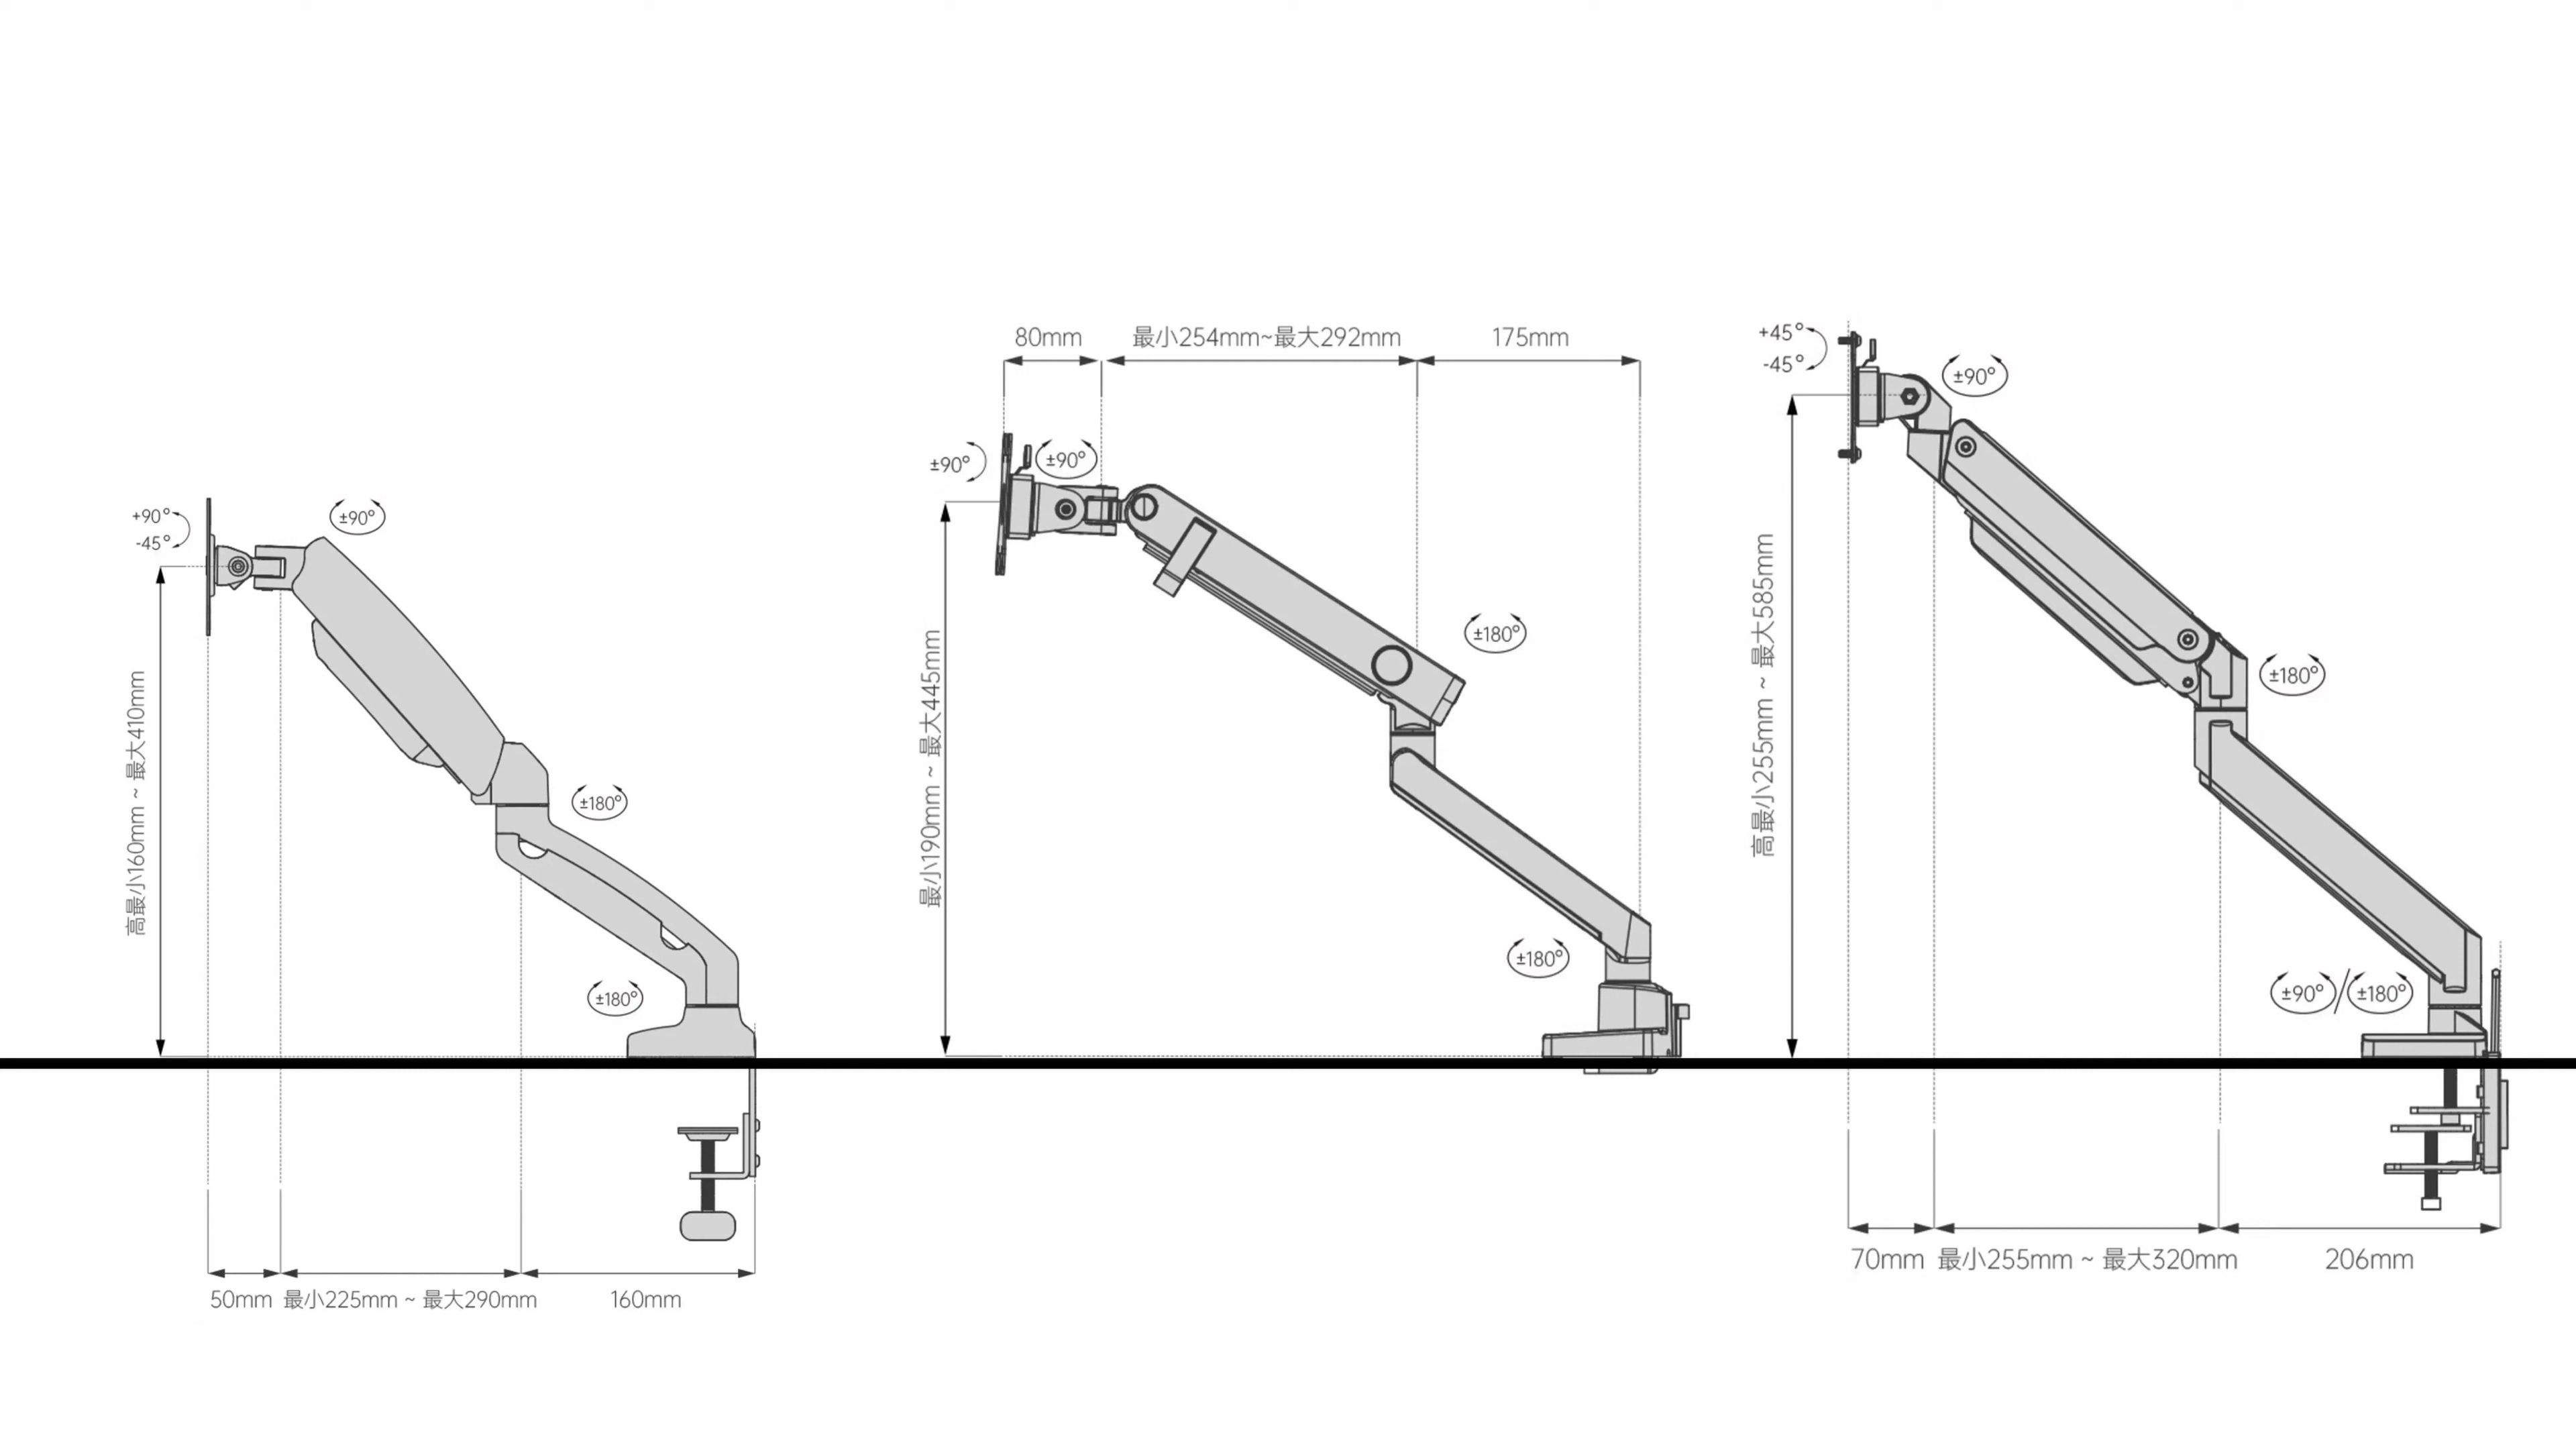 +90°
-45°
±90°
高最小160mm ~ 最大410mm
±180°
±180°
50mm 最小225mm ~ 最大290mm 160mm
80mm 最小254mm~最大292mm 175mm
±90°
±90°
最小190mm ~ 最大445mm
±180°
±180°
+45°
-45°
±90°
高最小255mm ~ 最大585mm
±180°
±90°/±180°
70mm 最小255mm ~ 最大320mm 206mm